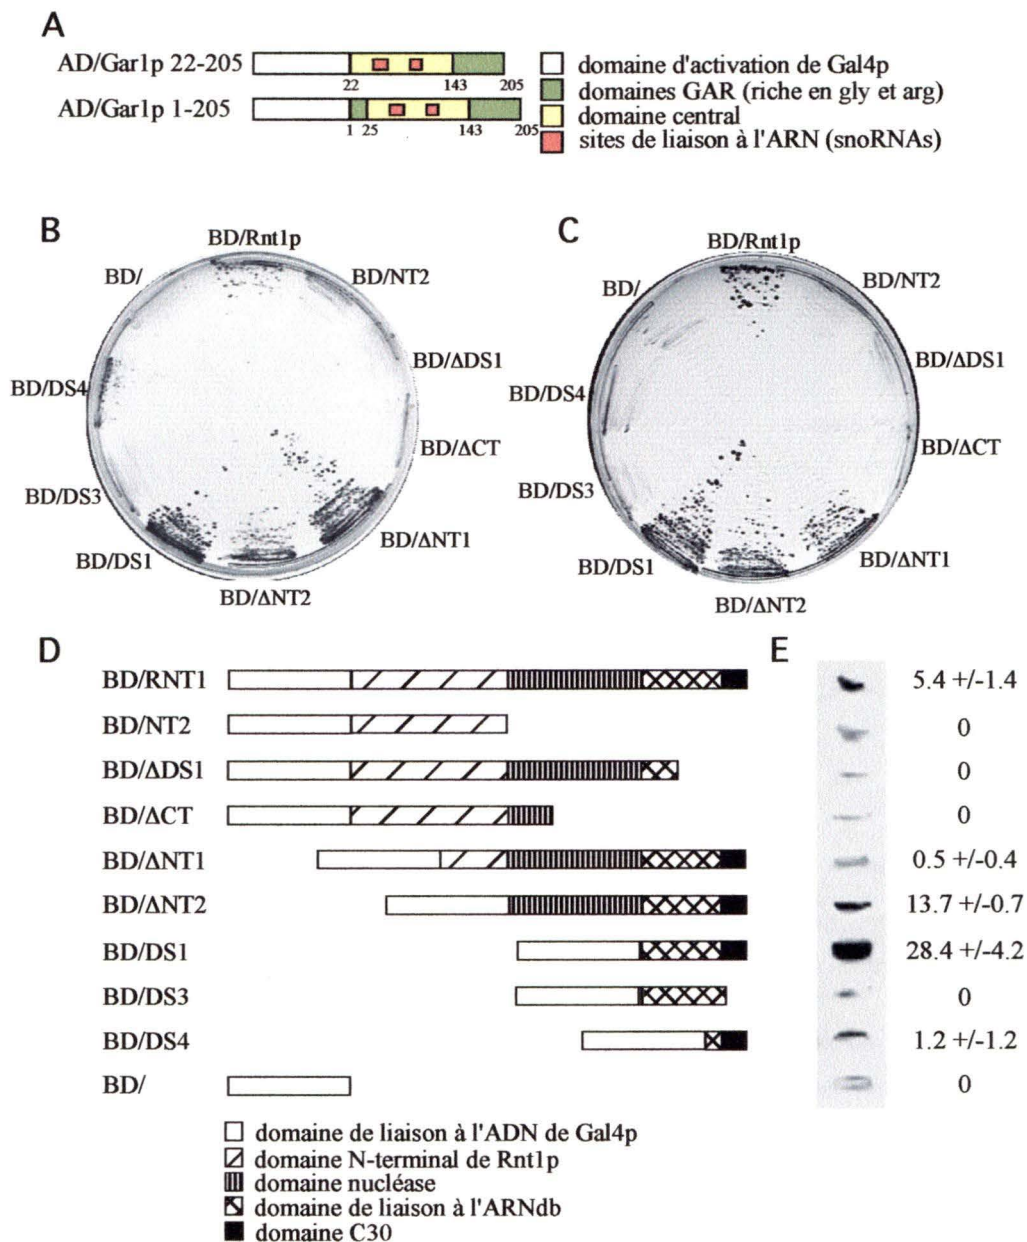 A
AD/Gar1p 22-205
22 143 205
AD/Gar1p 1-205
1 25 143 205
domaine d'activation de Gal4p
domaines GAR (riche en gly et arg)
domaine central
sites de liaison à l'ARN (snoRNAs)
B
BD/Rnt1p
BD/NT2
BD/ΔDS1
BD/ΔCT
BD/ΔNT1
BD/ΔNT2
BD/DS1
BD/DS3
BD/DS4
BD/
C
BD/Rnt1p
BD/NT2
BD/ΔDS1
BD/ΔCT
BD/ΔNT1
BD/ΔNT2
BD/DS1
BD/DS3
BD/DS4
BD/
D
E
BD/RNT1 5.4 +/-1.4
BD/NT2 0
BD/ΔDS1 0
BD/ΔCT 0
BD/ΔNT1 0.5 +/-0.4
BD/ΔNT2 13.7 +/-0.7
BD/DS1 28.4 +/-4.2
BD/DS3 0
BD/DS4 1.2 +/-1.2
BD/ 0
domaine de liaison à l'ADN de Gal4p
domaine N-terminal de Rnt1p
domaine nucléase
domaine de liaison à l'ARNdb
domaine C30